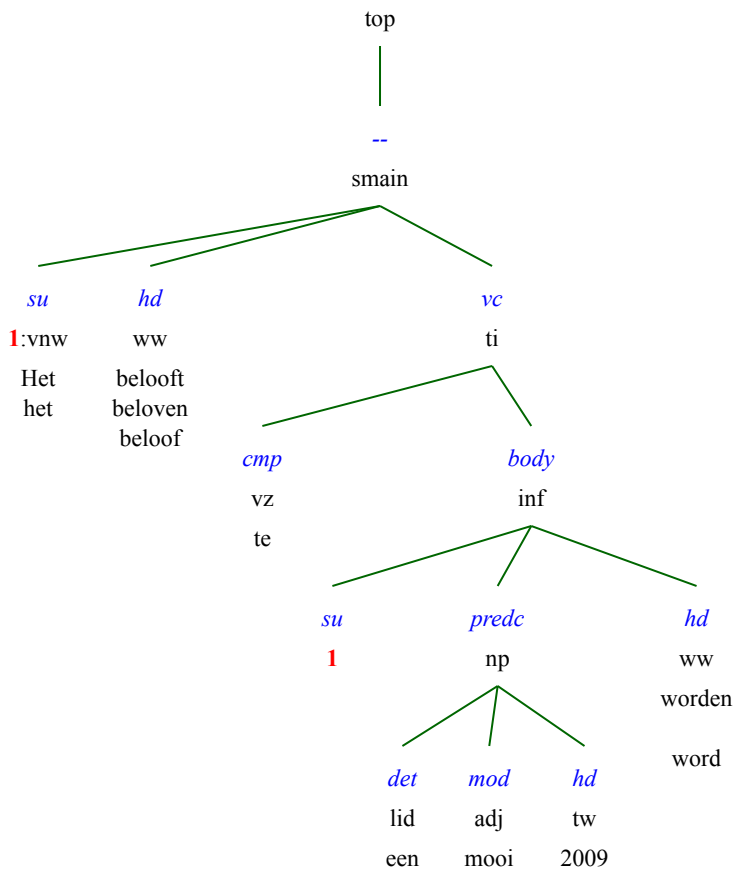 top
--
smain
su hd vc
1:vnw ww ti
Het belooft
het beloven
beloof
cmp body
vz inf
te
su predc hd
1 np ww
worden
word
det mod hd
lid adj tw
een mooi 2009